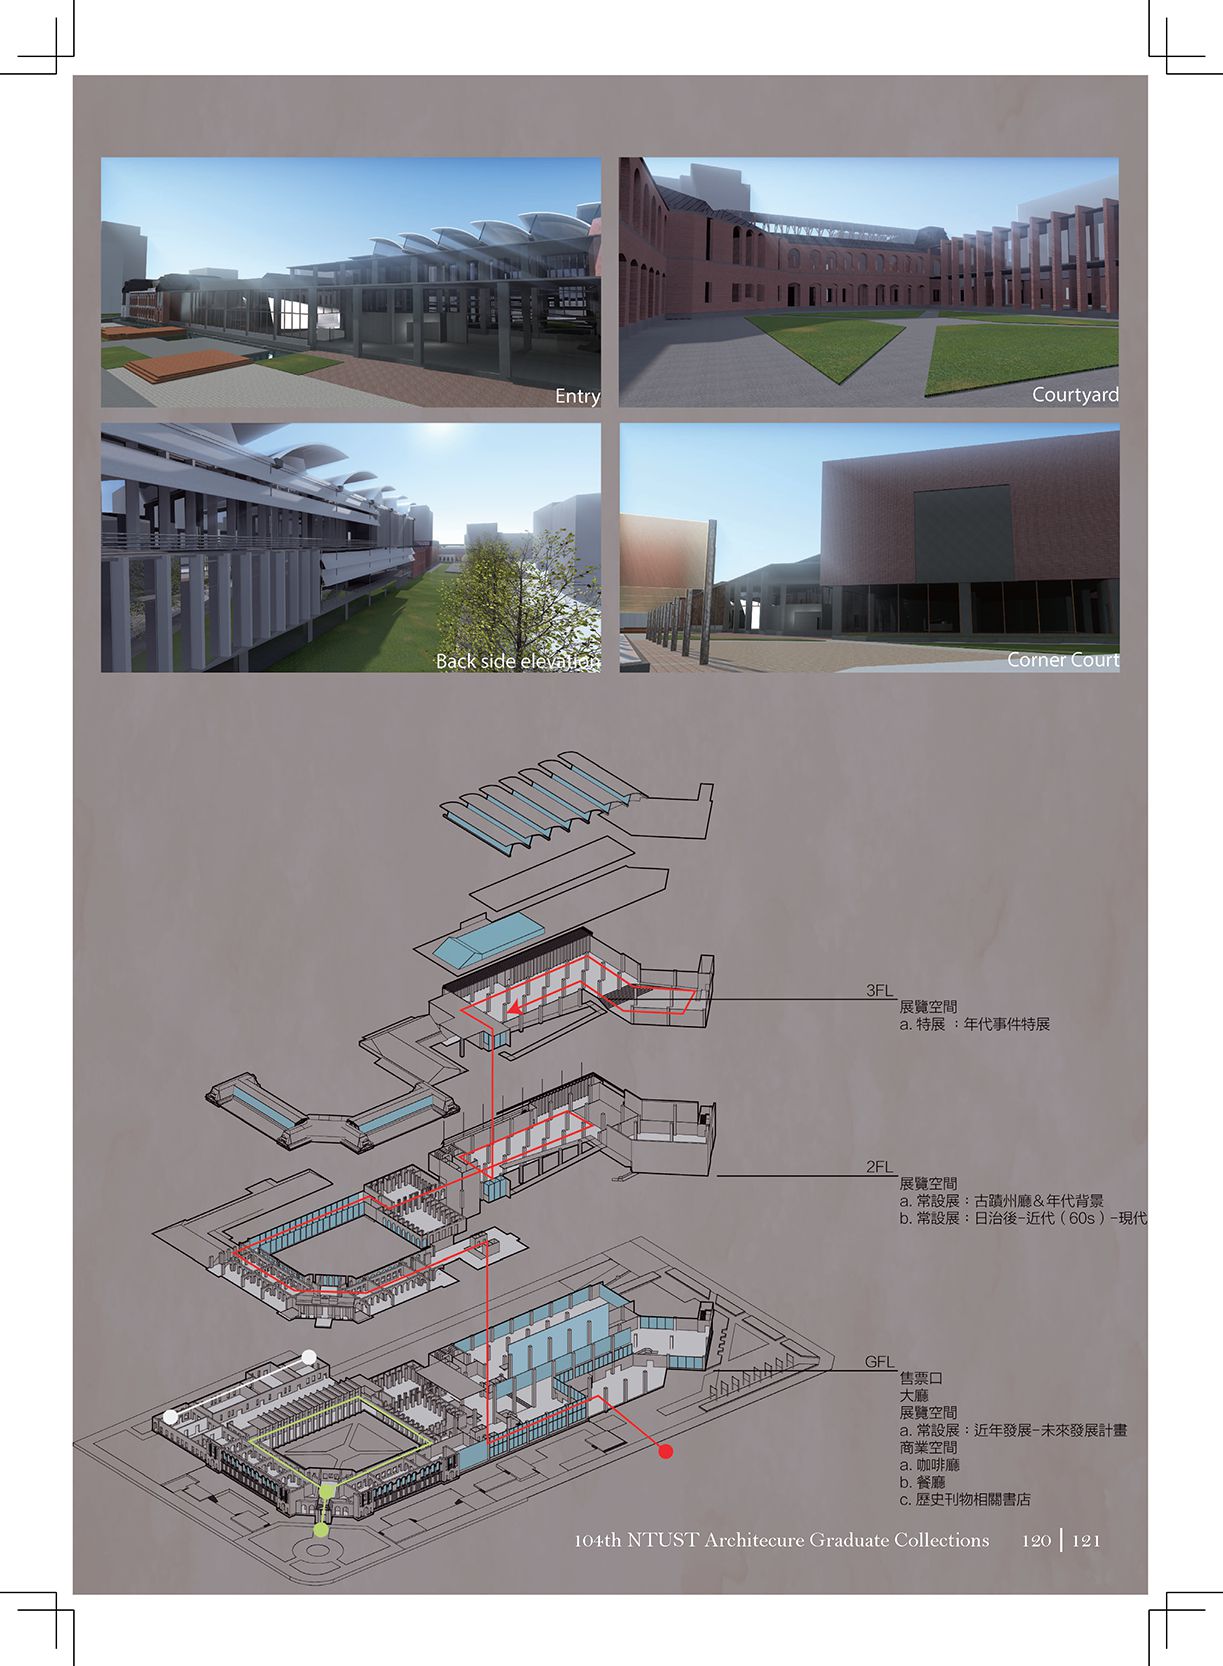 Entry
Courtyard
Back side elevation
Corner Court
3FL
展覽空間
a. 特展 ：年代事件特展
2FL
展覽空間
a. 常設展：古蹟州廳＆年代背景
b. 常設展：日治後-近代（60s）-現代
GFL
售票口
大廳
展覽空間
a. 常設展：近年發展-未來發展計畫
商業空間
a. 咖啡廳
b. 餐廳
c. 歷史刊物相關書店
104th NTUST Architecure Graduate Collections 120 | 121